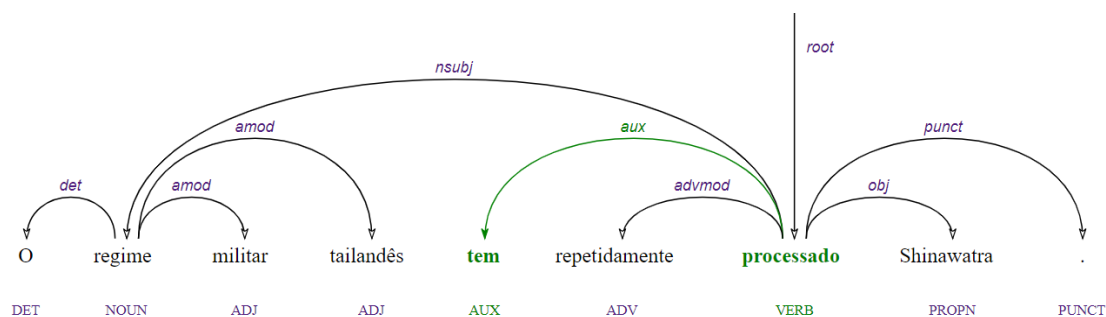 root
nsubj
amod aux punct
det amod advmod obj
O regime militar tailandês tem repetidamente processado Shinawatra .
DET NOUN ADJ ADJ AUX ADV VERB PROPN PUNCT